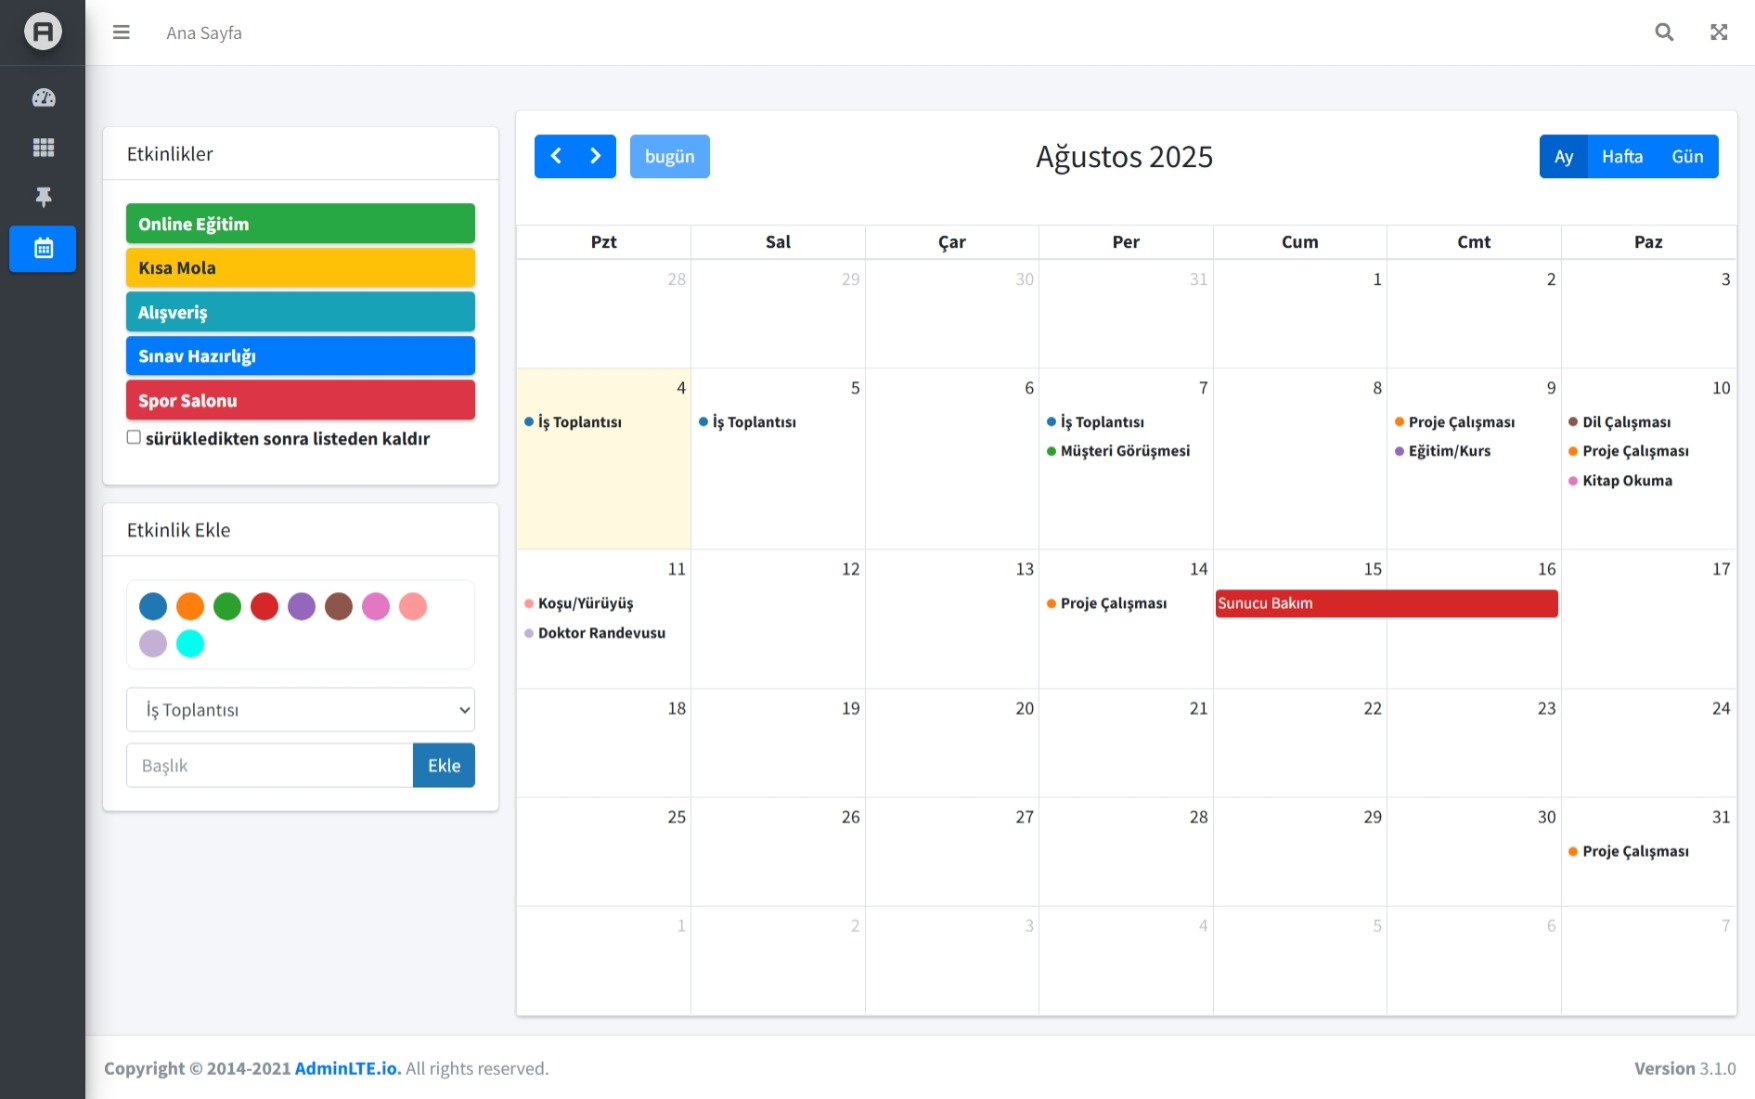 Ana Sayfa
Etkinlikler
Online Eğitim
Kısa Mola
Alışveriş
Sınav Hazırlığı
Spor Salonu
sürükledikten sonra listeden kaldır
Etkinlik Ekle
İş Toplantısı
Başlık
Ekle
bugün
Ağustos 2025
Ay Hafta Gün
Pzt Sal Çar Per Cum Cmt Paz
28 29 30 31 1 2 3
4 5 6 7 8 9 10
İş Toplantısı İş Toplantısı İş Toplantısı Proje Çalışması Dil Çalışması
Müşteri Görüşmesi Eğitim/Kurs Proje Çalışması
Kitap Okuma
11 12 13 14 15 16 17
Koşu/Yürüyüş Proje Çalışması Sunucu Bakım
Doktor Randevusu
18 19 20 21 22 23 24
25 26 27 28 29 30 31
Proje Çalışması
1 2 3 4 5 6 7
Copyright © 2014-2021 AdminLTE.io. All rights reserved.
Version 3.1.0